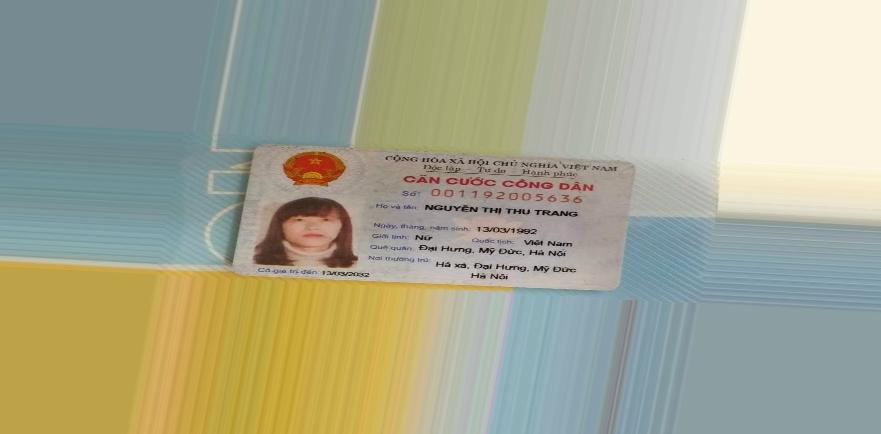 CỘNG HÒA XÃ HỘI CHỦ NGHĨA VIỆT NAM
Độc lập - Tự do - Hạnh phúc
CĂN CƯỚC CÔNG DÂN
Số: 001192005636
Họ và tên: NGUYỄN THỊ THU TRANG
Ngày, tháng, năm sinh: 13/03/1992
Giới tính: Nữ Quốc tịch: Việt Nam
Quê quán: Đại Hưng, Mỹ Đức, Hà Nội
Nơi thường trú: Hà xá, Đại Hưng, Mỹ Đức
Hà Nội
Có giá trị đến: 13/03/2032